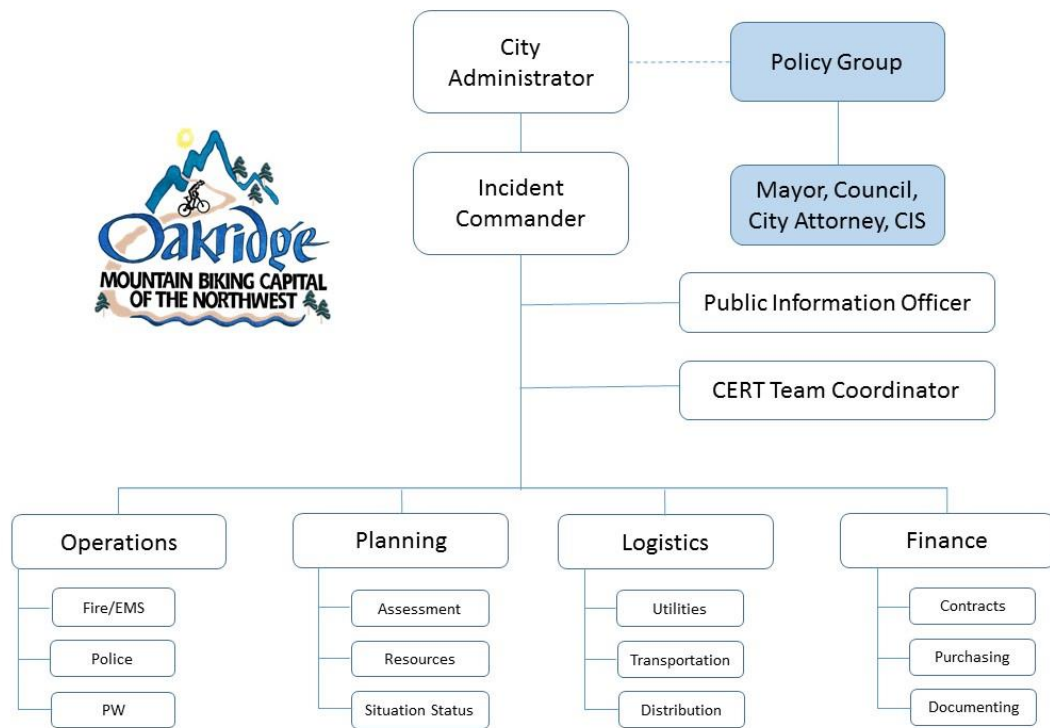 City
Administrator
Policy Group
Incident
Commander
Mayor, Council,
City Attorney, CIS
Oakridge
MOUNTAIN BIKING CAPITAL
OF THE NORTHWEST
Public Information Officer
CERT Team Coordinator
Operations
Planning
Logistics
Finance
Fire/EMS
Assessment
Utilities
Contracts
Police
Resources
Transportation
Purchasing
PW
Situation Status
Distribution
Documenting